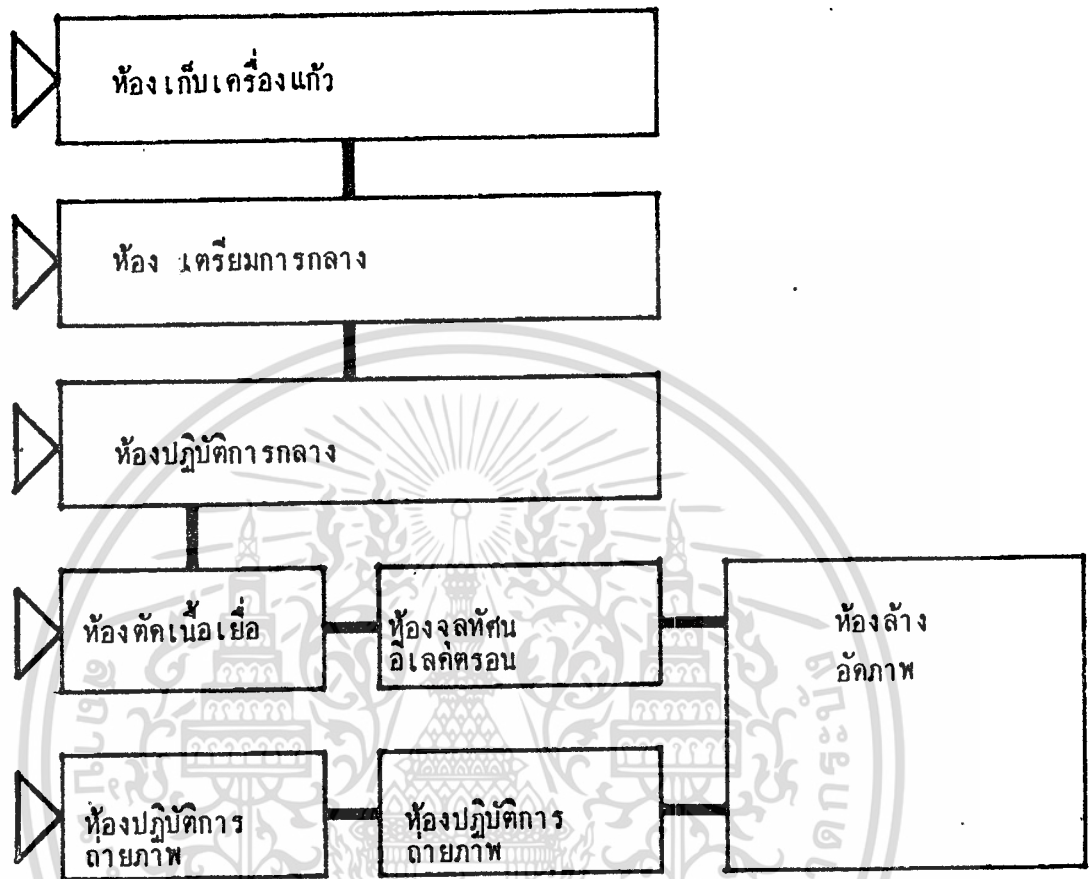 ห้องเก็บเครื่องแก้ว
ห้อง เตรียมการกลาง
ห้องปฏิบัติการกลาง
ห้องตัดเนื้อเยื่อ
ห้องจุลทัศน
อิเลคตรอน
ห้องล้าง
อัดภาพ
ห้องปฏิบัติการ
ถ่ายภาพ
ห้องปฏิบัติการ
ถ่ายภาพ